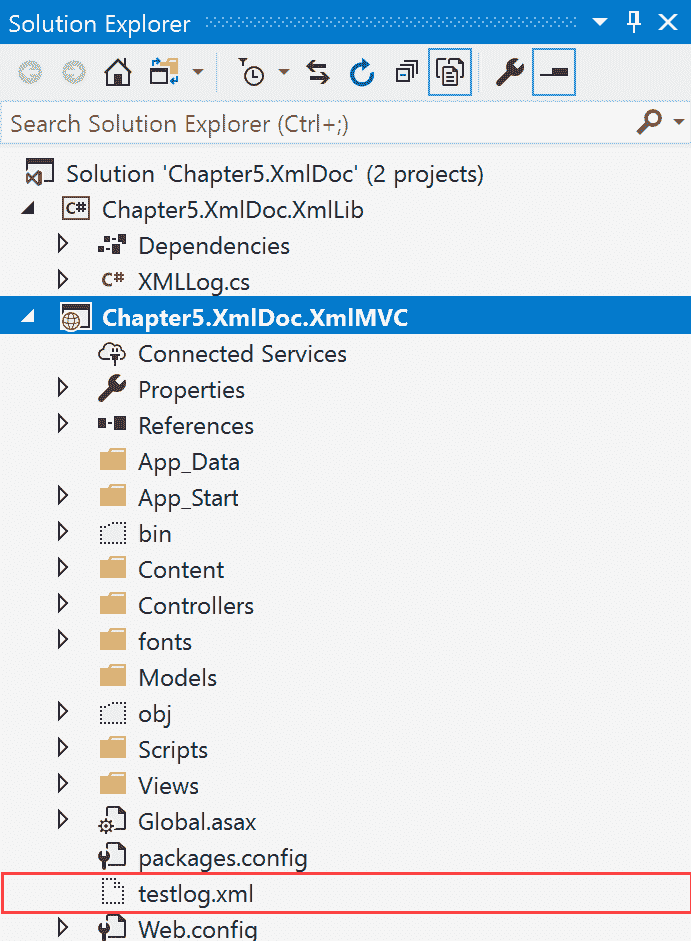 Solution Explorer
Search Solution Explorer (Ctrl+;)
Solution 'Chapter5.XmlDoc' (2 projects)
C# Chapter5.XmlDoc.XmlLib
Dependencies
C# XMLLog.cs
Chapter5.XmlDoc.XmlMVC
Connected Services
Properties
References
App_Data
App_Start
bin
Content
Controllers
fonts
Models
obj
Scripts
Views
Global.asax
packages.config
testlog.xml
Web.config